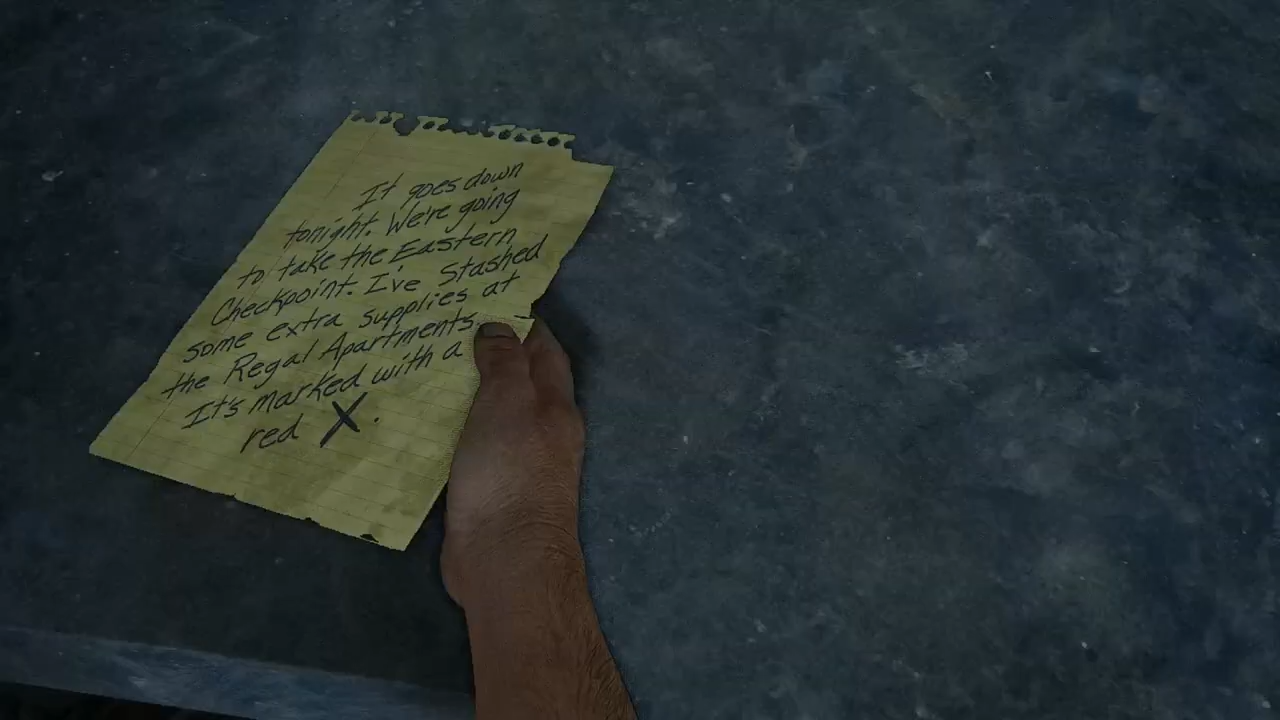 It goes down
tonight. We're going
to take the Eastern
Checkpoint. I've Stashed
some extra supplies at
the Regal Apartments.
It's marked with a
red X.